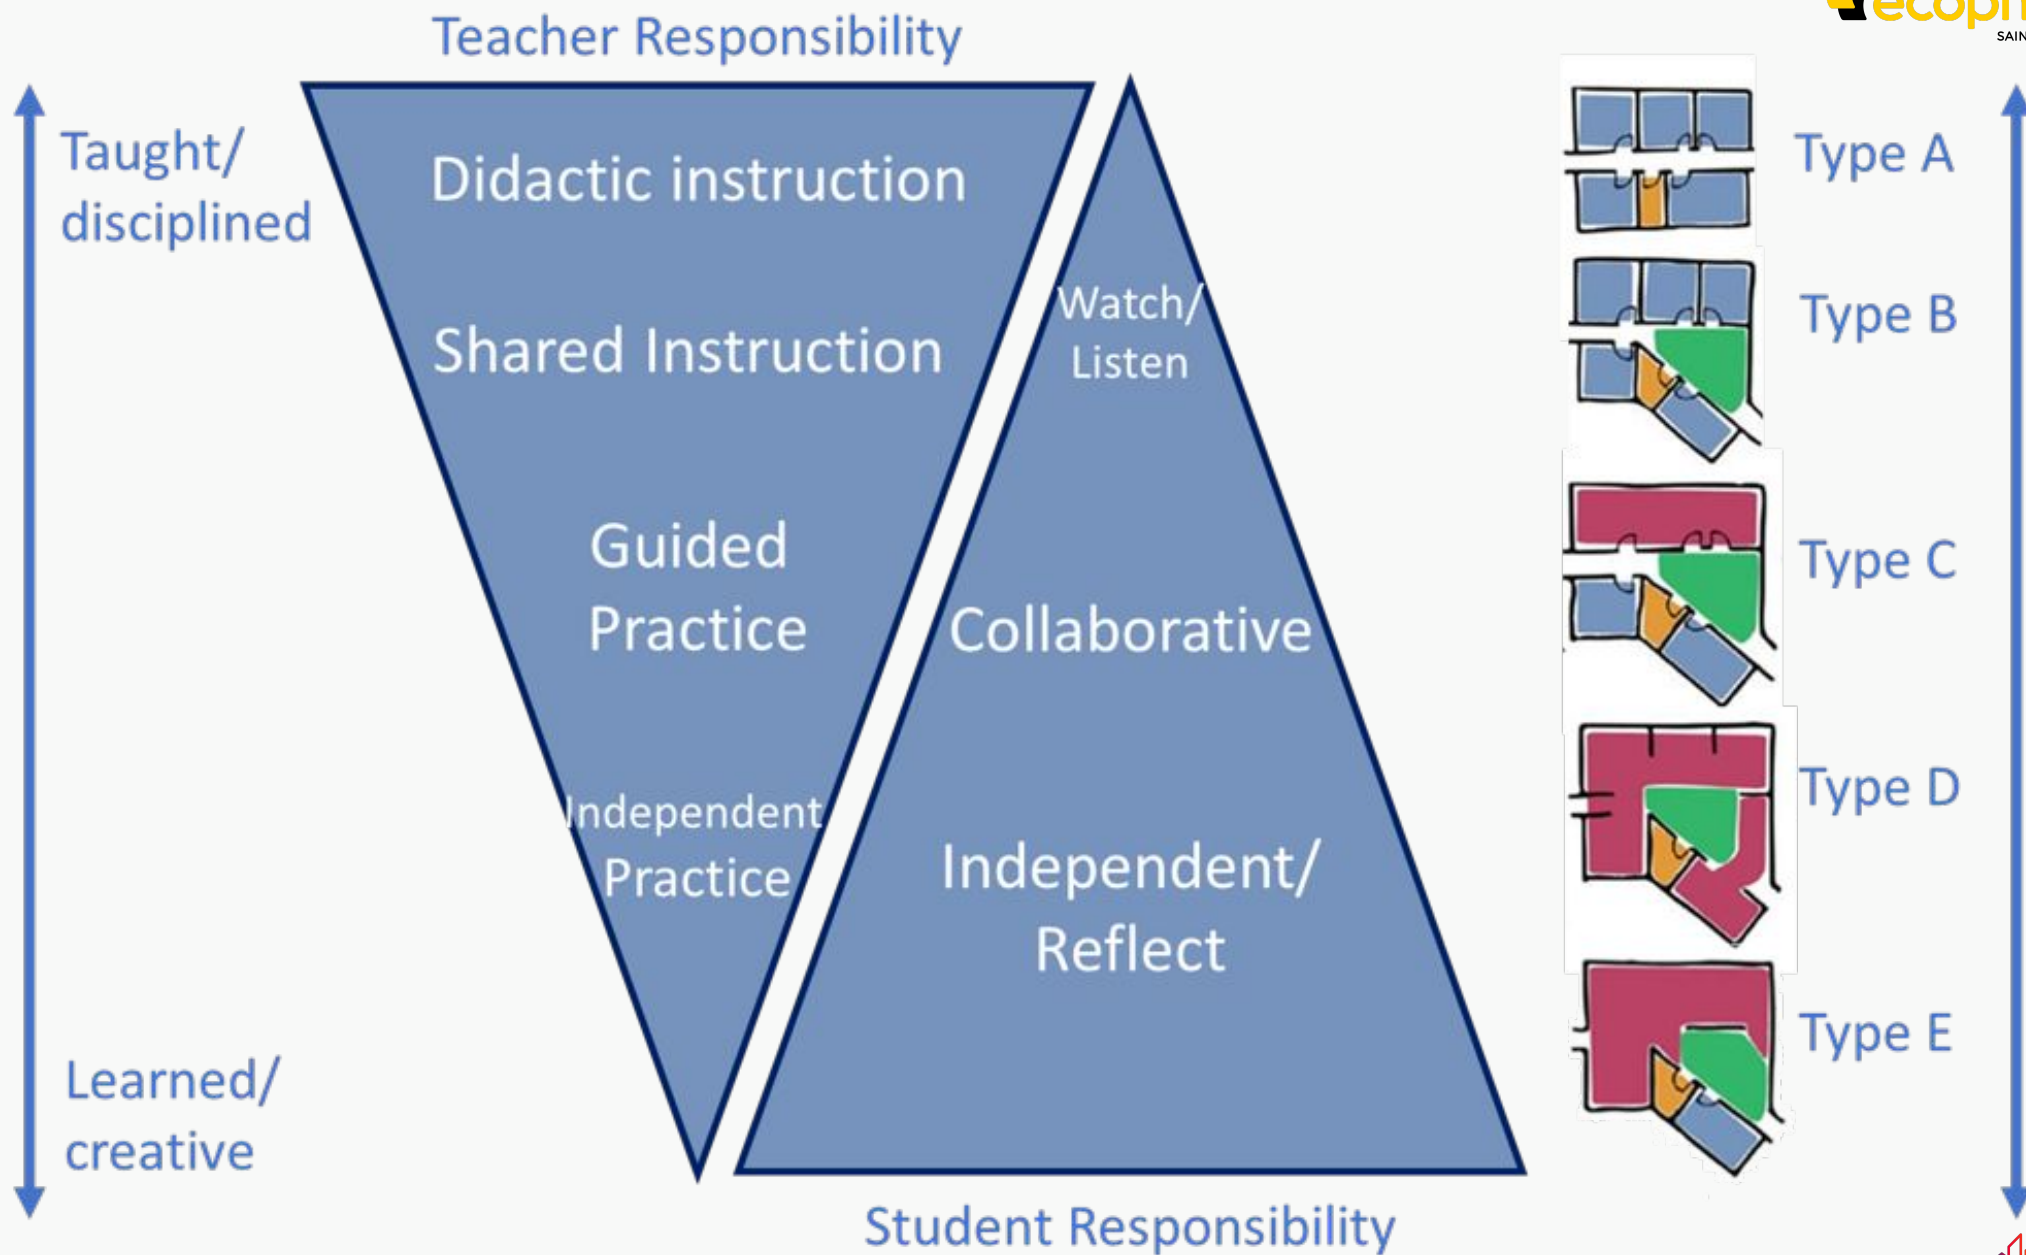 Teacher Responsibility
Taught/
disciplined
Didactic instruction
Shared Instruction
Guided
Practice
Independent
Practice
Learned/
creative
Watch/
Listen
Collaborative
Independent/
Reflect
Student Responsibility
Type A
Type B
Type C
Type D
Type E